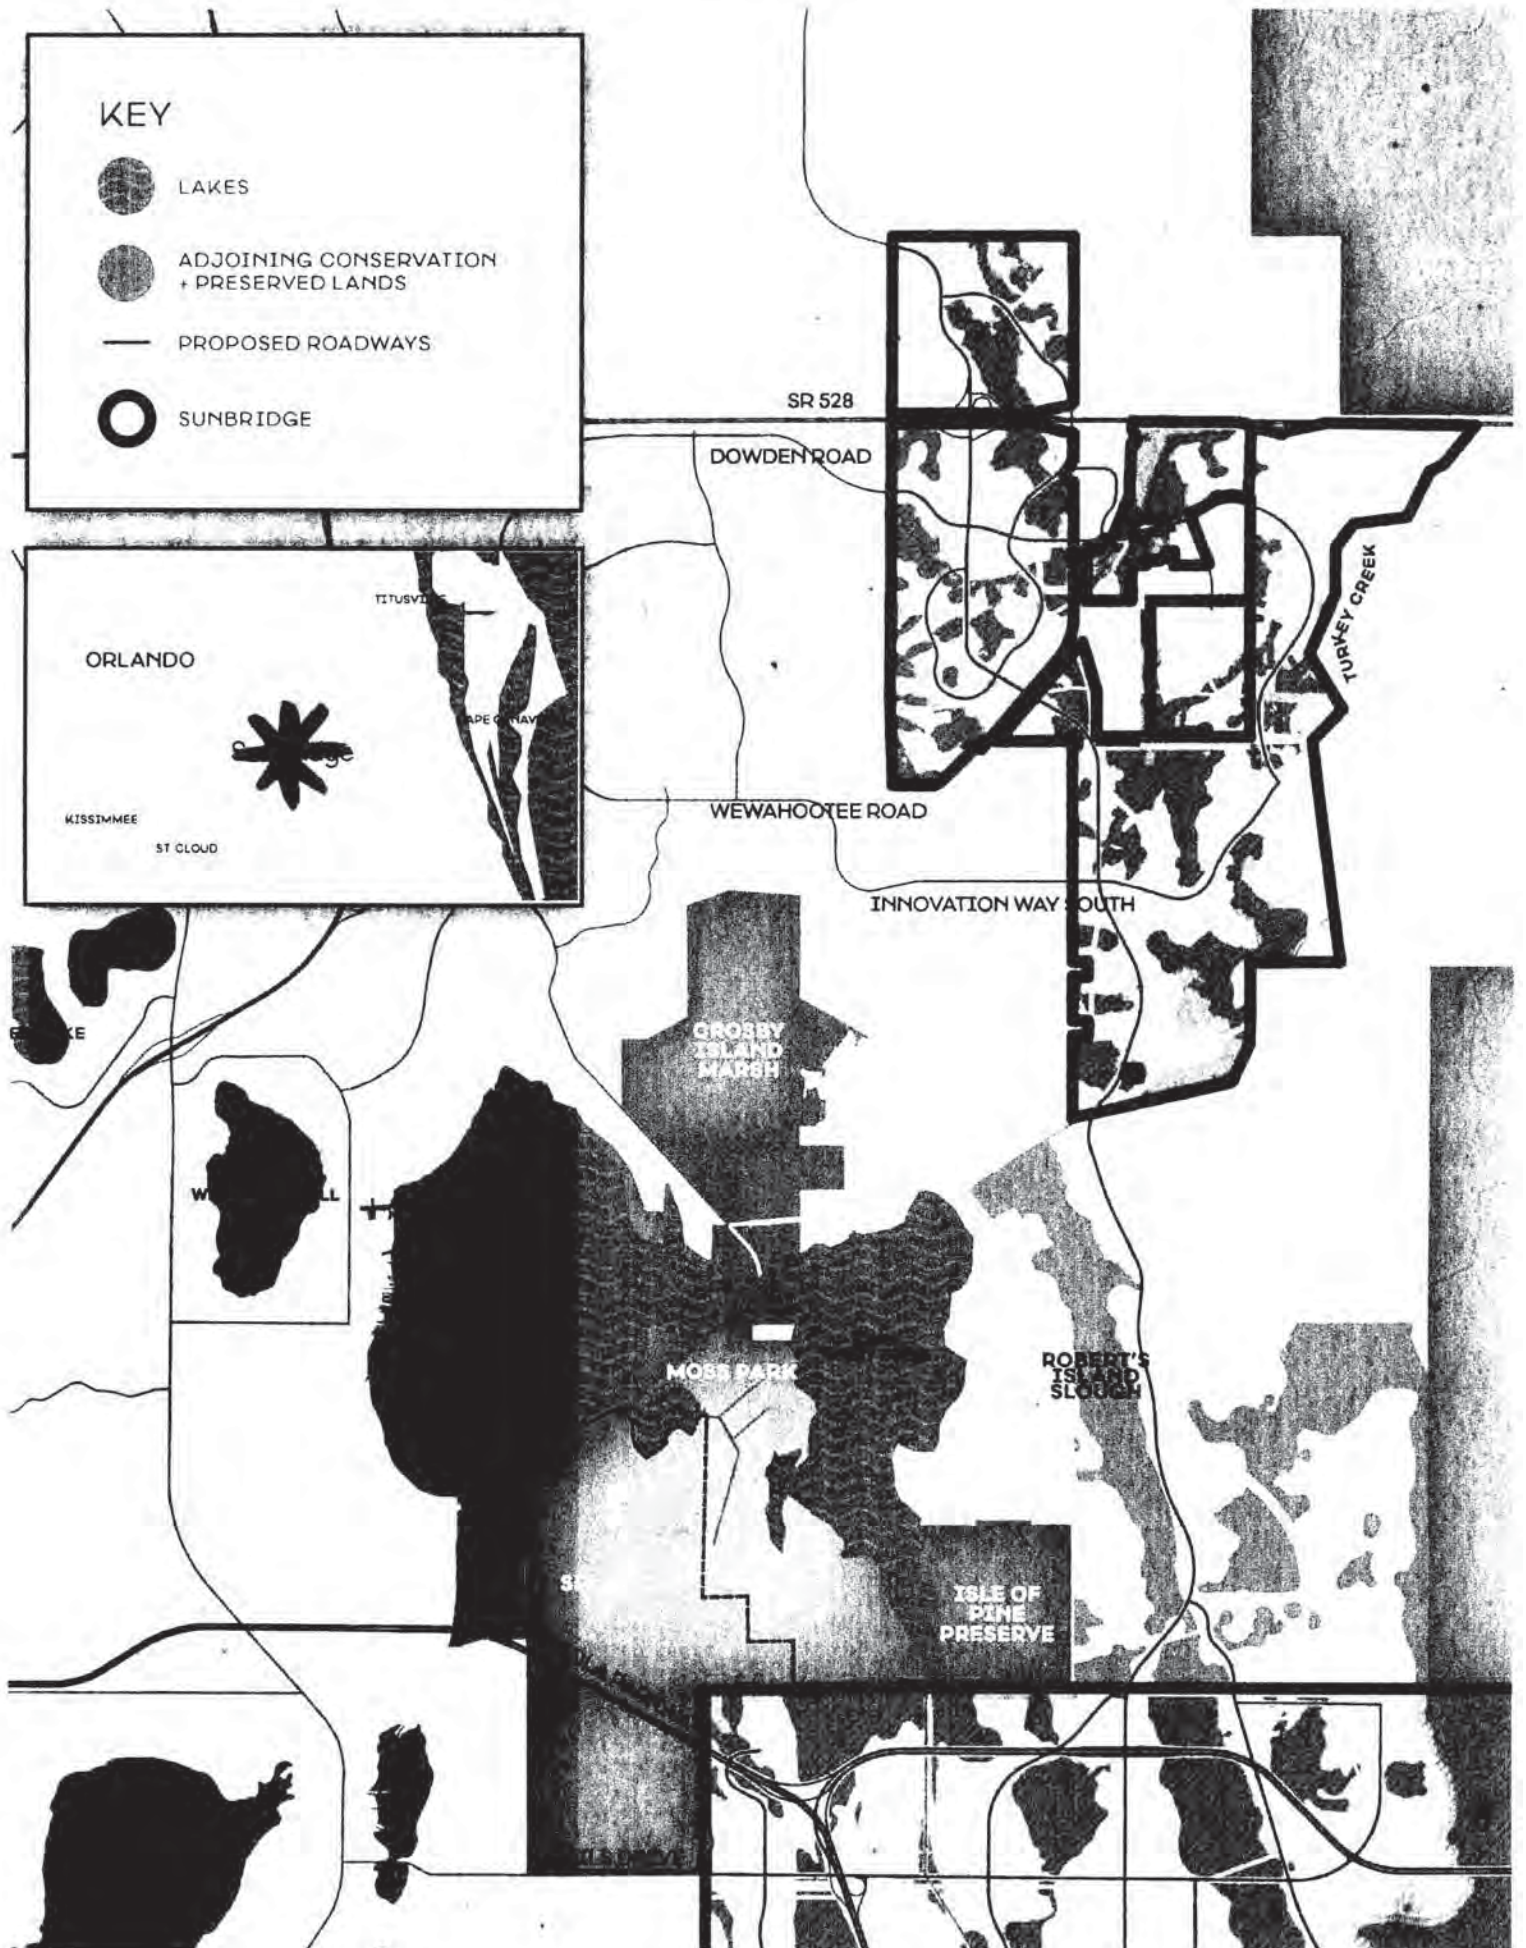 KEY
LAKES
ADJOINING CONSERVATION
+ PRESERVED LANDS
PROPOSED ROADWAYS
SUNBRIDGE
SR 528
DOWDEN ROAD
TURKEY CREEK
ORLANDO
KISSIMMEE
ST CLOUD
WEWAHOOTEE ROAD
INNOVATION WAY SOUTH
CROSBY
ISLAND
MARSH
MOSS PARK
ROBERT'S
ISLAND
SLOUGH
ISLE OF
PINE
PRESERVE